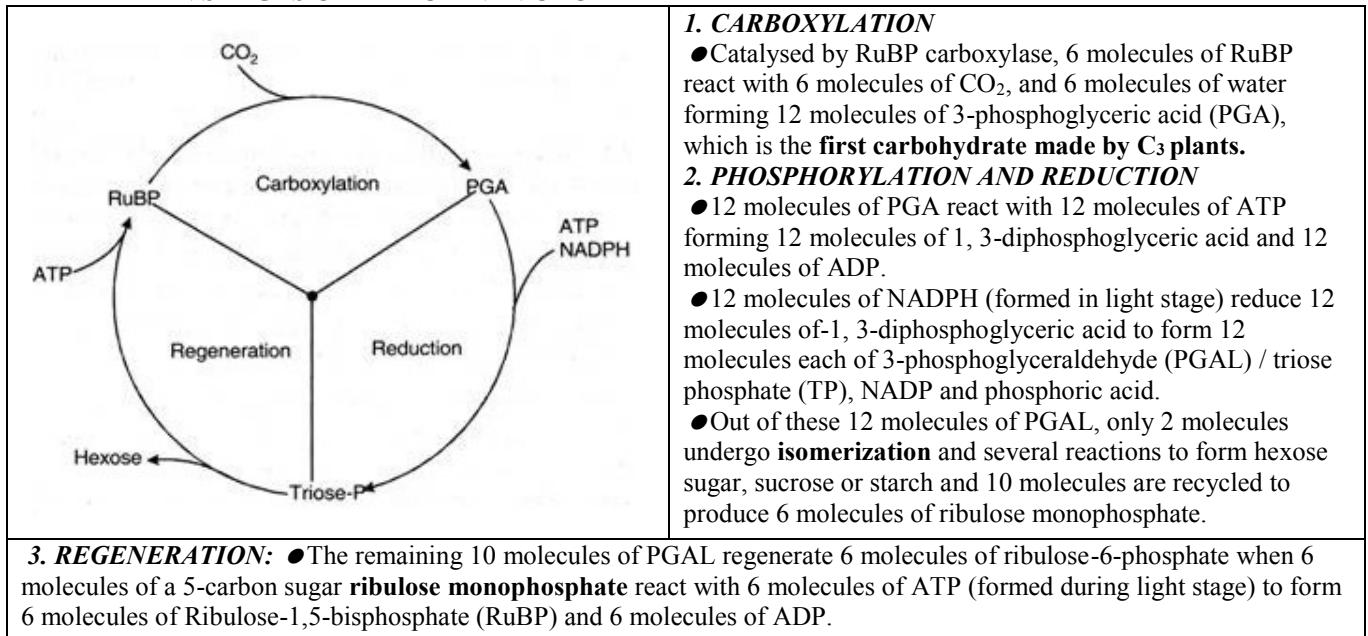 CO₂
Carboxylation
RuBP
PGA
ATP
NADPH
ATP
Regeneration
Reduction
Hexose
Triose-P
1. CARBOXYLATION
●Catalysed by RuBP carboxylase, 6 molecules of RuBP
react with 6 molecules of CO₂, and 6 molecules of water
forming 12 molecules of 3-phosphoglyceric acid (PGA),
which is the first carbohydrate made by C₃ plants.
2. PHOSPHORYLATION AND REDUCTION
●12 molecules of PGA react with 12 molecules of ATP
forming 12 molecules of 1, 3-diphosphoglyceric acid and 12
molecules of ADP.
●12 molecules of NADPH (formed in light stage) reduce 12
molecules of-1, 3-diphosphoglyceric acid to form 12
molecules each of 3-phosphoglyceraldehyde (PGAL) / triose
phosphate (TP), NADP and phosphoric acid.
●Out of these 12 molecules of PGAL, only 2 molecules
undergo isomerization and several reactions to form hexose
sugar, sucrose or starch and 10 molecules are recycled to
produce 6 molecules of ribulose monophosphate.
3. REGENERATION: ●The remaining 10 molecules of PGAL regenerate 6 molecules of ribulose-6-phosphate when 6
molecules of a 5-carbon sugar ribulose monophosphate react with 6 molecules of ATP (formed during light stage) to form
6 molecules of Ribulose-1,5-bisphosphate (RuBP) and 6 molecules of ADP.